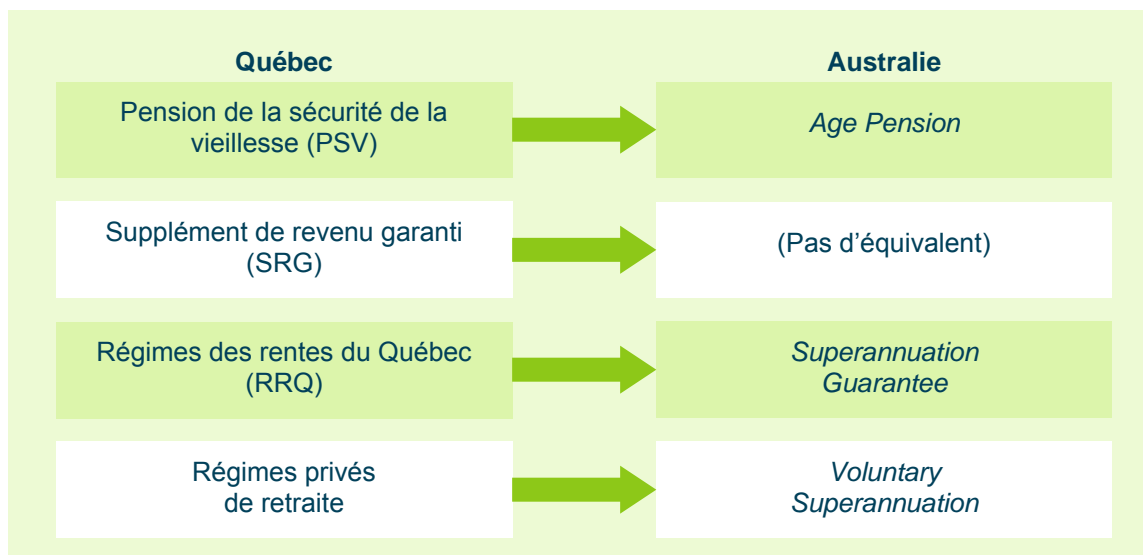 Québec
Australie
Pension de la sécurité de la
vieillesse (PSV)
Age Pension
Supplément de revenu garanti
(SRG)
(Pas d'équivalent)
Régimes des rentes du Québec
(RRQ)
Superannuation
Guarantee
Régimes privés
de retraite
Voluntary
Superannuation